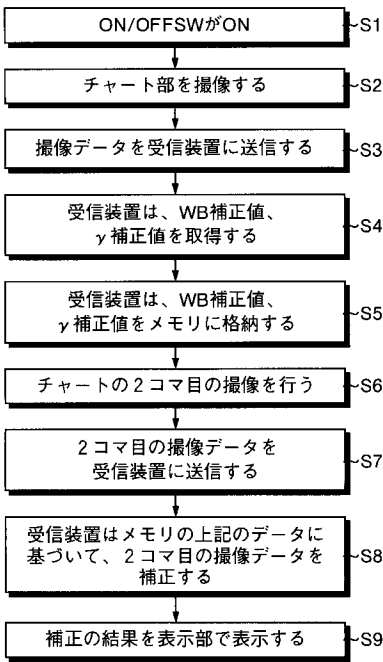 ON/OFFSWがON
S1
チャート部を撮像する
S2
撮像データを受信装置に送信する
S3
受信装置は、WB補正値、
γ補正値を取得する
S4
受信装置は、WB補正値、
γ補正値をメモリに格納する
S5
チャートの2コマ目の撮像を行う
S6
2コマ目の撮像データを
受信装置に送信する
S7
受信装置はメモリの上記のデータに
基づいて、2コマ目の撮像データを
補正する
S8
補正の結果を表示部で表示する
S9